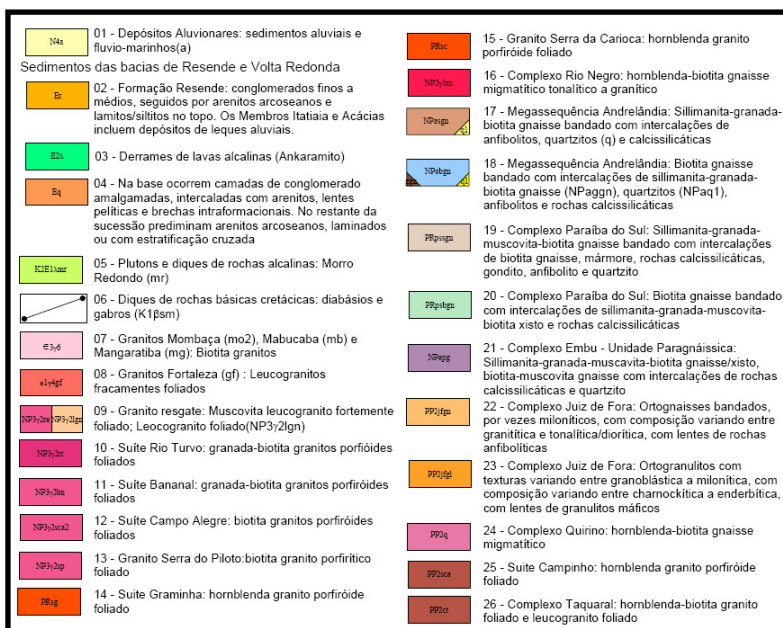 N4a
01 - Depósitos Aluvionares: sedimentos aluviais e
fluvio-marinhos(a)
Sedimentos das bacias de Resende e Volta Redonda
Er
02 - Formação Resende: conglomerados finos a
médios, seguidos por arenitos arcoseanos e
lamitos/siltitos no topo. Os Membros Itatiaia e Acácias
incluem depósitos de leques aluviais.
E2λ
03 - Derrames de lavas alcalinas (Ankaramito)
Eq
04 - Na base ocorrem camadas de conglomerado
amalgamadas, intercaladas com arenitos, lentes
pelíticas e brechas intraformacionais. No restante da
sucessão prediminam arenitos arcoseanos, laminados
ou com estratificação cruzada
K2E1λmr
05 - Plutons e diques de rochas alcalinas: Morro
Redondo (mr)
06 - Diques de rochas básicas cretácicas: diabásios e
gabros (K1βsm)
∈3γ6
07 - Granitos Mombaça (mo2), Mabucaba (mb) e
Mangaratiba (mg): Biotita granitos
e1γ4gf
08 - Granitos Fortaleza (gf) : Leucogranitos
fracamentes foliados
NP3γ2re NP3γ2lgn
09 - Granito resgate: Muscovita leucogranito fortemente
foliado; Leocogranito foliado(NP3γ2lgn)
NP3γ2rt
10 - Suíte Rio Turvo: granada-biotita granitos porfióides
foliados
NP3γ2bn
11 - Suíte Bananal: granada-biotita granitos porfiróides
foliados
NP3γ2sca2
12 - Suíte Campo Alegre: biotita granitos porfiróides
foliados
NP3γ2sp
13 - Granito Serra do Piloto:biotita granito porfirítico
foliado
PRsg
14 - Suite Graminha: hornblenda granito porfiróide
foliado
PRsc
15 - Granito Serra da Carioca: hornblenda granito
porfiróide foliado
NP3γ1rn
16 - Complexo Rio Negro: hornblenda-biotita gnaisse
migmatítico tonalítico a granítico
NPasgn
q1
17 - Megassequência Andrelândia: Sillimanita-granada-
biotita gnaisse bandado com intercalações de
anfibolitos, quartzitos (q) e calcissilicáticas
NPabgn
18 - Megassequência Andrelândia: Biotita gnaisse
bandado com intercalações de sillimanita-granada-
biotita gnaisse (NPaggn), quartzitos (NPaq1),
anfibolitos e rochas calcissilicáticas
PRpssgn
19 - Complexo Paraíba do Sul: Sillimanita-granada-
muscovita-biotita gnaisse bandado com intercalações
de biotita gnaisse, mármore, rochas calcissilicáticas,
gondito, anfibolito e quartzito
PRpsbgn
20 - Complexo Paraíba do Sul: Biotita gnaisse bandado
com intercalações de sillimanita-granada-muscovita-
biotita xisto e rochas calcissilicáticas
NPepg
21 - Complexo Embu - Unidade Paragnáissica:
Sillimanita-granada-muscavita-biotita gnaisse/xisto,
biotita-muscovita gnaisse com intercalações de rochas
calcissilicáticas e quartzito
PP2jfgn
22 - Complexo Juiz de Fora: Ortognaisses bandados,
por vezes miloníticos, com composição variando entre
granitítica e tonalítica/diorítica, com lentes de rochas
anfibolíticas
PP2jfgl
23 - Complexo Juiz de Fora: Ortogranulitos com
texturas variando entre granoblástica a milonítica, com
composição variando entre charnockítica a enderbítica,
com lentes de granulitos máficos
PP2q
24 - Complexo Quirino: hornblenda-biotita gnaisse
migmatítico
PP2sca
25 - Suite Campinho: hornblenda granito porfiróide
foliado
PP2cr
26 - Complexo Taquaral: hornblenda-biotita granito
foliado e leucogranito foliado